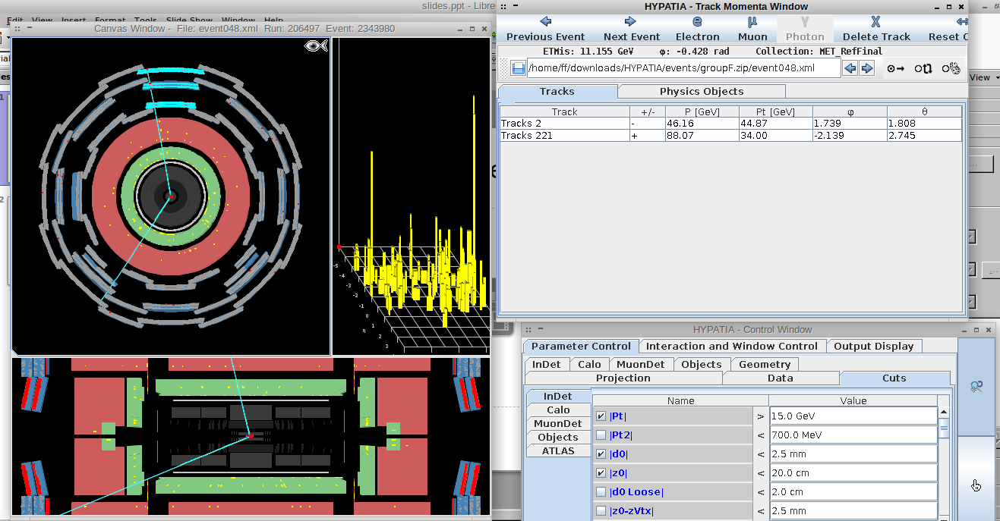 slides.ppt - Libre
Edit View Insert Format Tools Slide Show Window Help
Canvas Window - File: event048.xml Run: 206497 Event: 2343980
-5
-4
-3
-2
-1
0
1
2
3
η
1
2
HYPATIA - Track Momenta Window
Previous Event Next Event Electron Muon Photon Delete Track Reset C
ETMis: 11.155 GeV φ: -0.428 rad Collection: MET_RefFinal
/home/ff/downloads/HYPATIA/events/groupF.zip/event048.xml
Tracks Physics Objects
Track +/- P [GeV] Pt [GeV] φ θ
Tracks 2 - 46.16 44.87 1.739 1.808
Tracks 221 + 88.07 34.00 -2.139 2.745
View
HYPATIA - Control Window
Parameter Control Interaction and Window Control Output Display
InDet Calo MuonDet Objects Geometry
Projection Data Cuts
InDet
Calo
MuonDet
Objects
ATLAS
Name Value
|Pt| > 15.0 GeV
|Pt2| < 700.0 MeV
|d0| < 2.5 mm
|z0| < 20.0 cm
|d0 Loose| < 2.0 cm
|z0-zVtx| < 2.5 mm